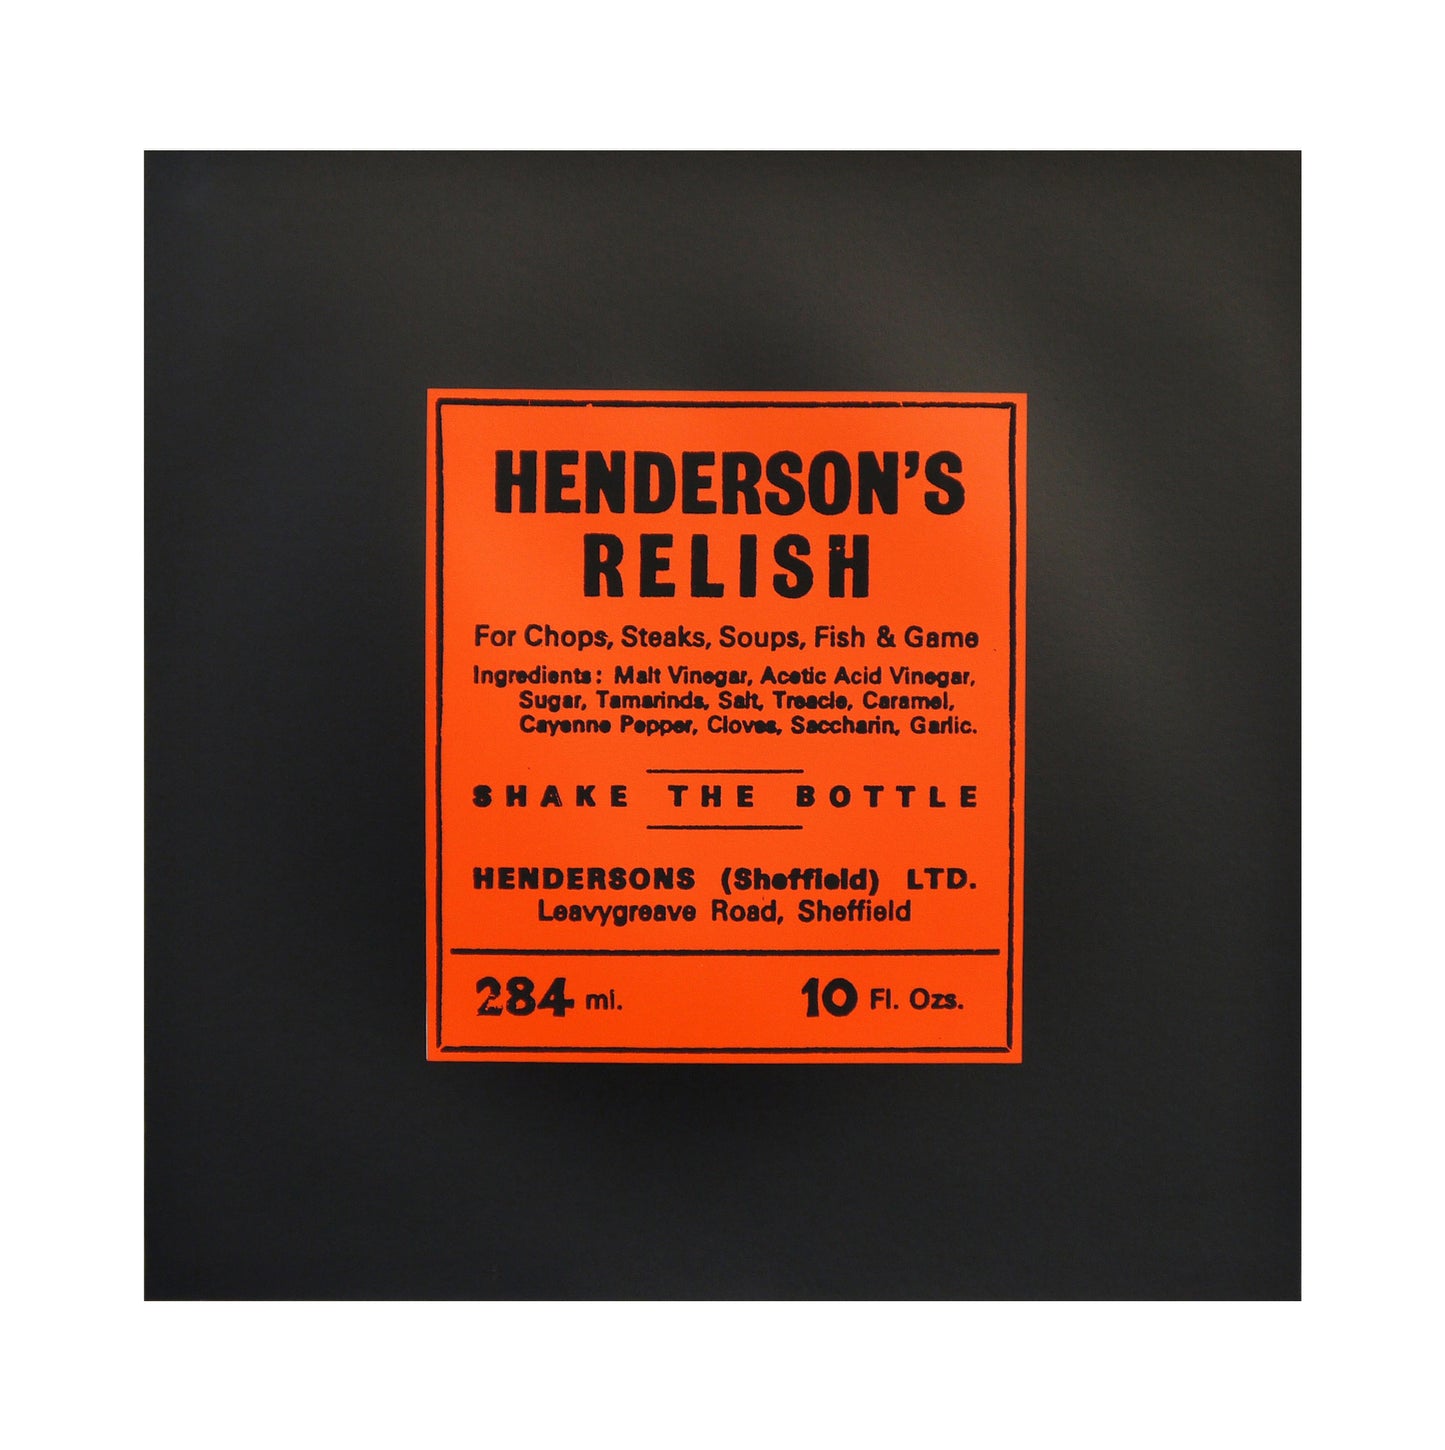 HENDERSON'S
RELISH
For Chops, Steaks, Soups, Fish & Game
Ingredients: Malt Vinegar, Acetic Acid Vinegar,
Sugar, Tamarinds, Salt, Treacle, Caramel,
Cayenne Pepper, Cloves, Saccharin, Garlic.
SHAKE THE BOTTLE
HENDERSONS (Sheffield) LTD.
Leavygreave Road, Sheffield
284 ml. 10 Fl. Ozs.